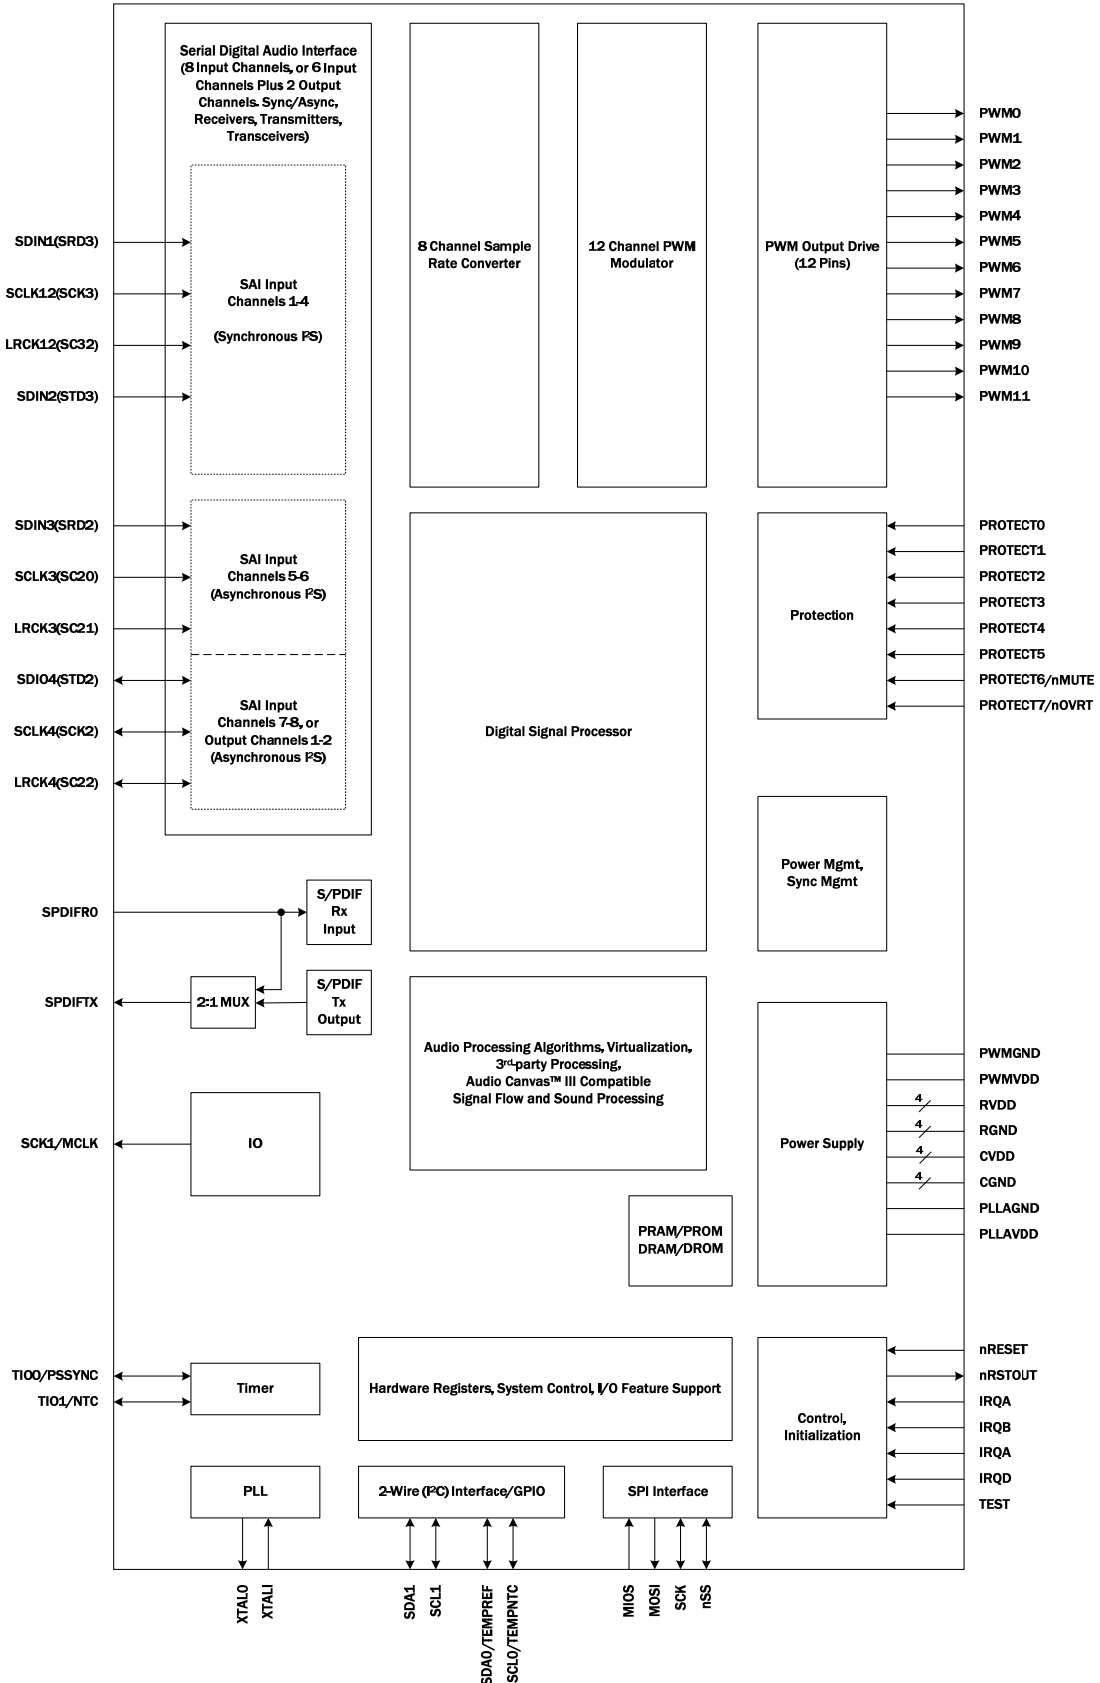 Serial Digital Audio Interface
(8 Input Channels, or 6 Input
Channels Plus 2 Output
Channels. Sync/Async,
Receivers, Transmitters,
Transceivers)
SDIN1(SRD3)
SCLK12(SCK3)
LRCK12(SC32)
SDIN2(STD3)
SAI Input
Channels 1-4
(Synchronous I²S)
SDIN3(SRD2)
SCLK3(SC20)
LRCK3(SC21)
SAI Input
Channels 5-6
(Asynchronous I²S)
SDIO4(STD2)
SCLK4(SCK2)
LRCK4(SC22)
SAI Input
Channels 7-8, or
Output Channels 1-2
(Asynchronous I²S)
8 Channel Sample
Rate Converter
12 Channel PWM
Modulator
PWM Output Drive
(12 Pins)
PWM0
PWM1
PWM2
PWM3
PWM4
PWM5
PWM6
PWM7
PWM8
PWM9
PWM10
PWM11
Digital Signal Processor
Protection
PROTECT0
PROTECT1
PROTECT2
PROTECT3
PROTECT4
PROTECT5
PROTECT6/nMUTE
PROTECT7/nOVRT
Power Mgmt,
Sync Mgmt
SPDIFR0
S/PDIF
Rx
Input
SPDIFTX
2:1 MUX
S/PDIF
Tx
Output
Audio Processing Algorithms, Virtualization,
3rd-party Processing,
Audio Canvas™ III Compatible
Signal Flow and Sound Processing
SCK1/MCLK
IO
Power Supply
PWMGND
PWMVDD
4
RVDD
4
RGND
4
CVDD
4
CGND
PLLAGND
PLLAVDD
PRAM/PROM
DRAM/DROM
TIO0/PSSYNC
TIO1/NTC
Timer
Hardware Registers, System Control, I/O Feature Support
Control,
Initialization
nRESET
nRSTOUT
IRQA
IRQB
IRQA
IRQD
TEST
PLL
2-Wire (I²C) Interface/GPIO
SPI Interface
XTALO
XTALI
SDA1
SCL1
SDA0/TEMPREF
SCL0/TEMPNTC
MIOS
MOSI
SCK
nSS